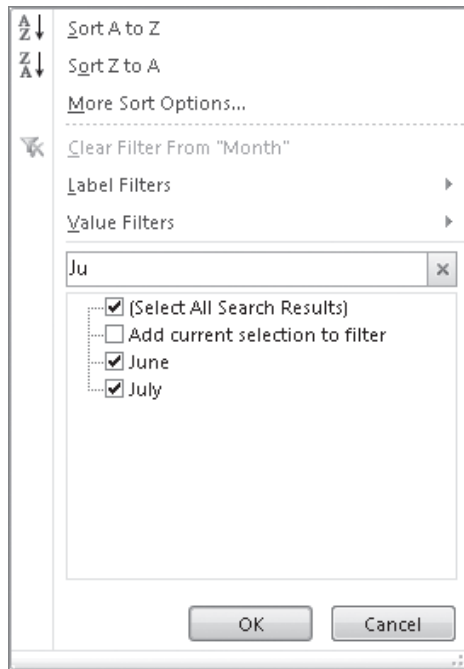 Sort A to Z
Sort Z to A
More Sort Options...
Clear Filter From "Month"
Label Filters
Value Filters
Ju
(Select All Search Results)
Add current selection to filter
June
July
OK Cancel